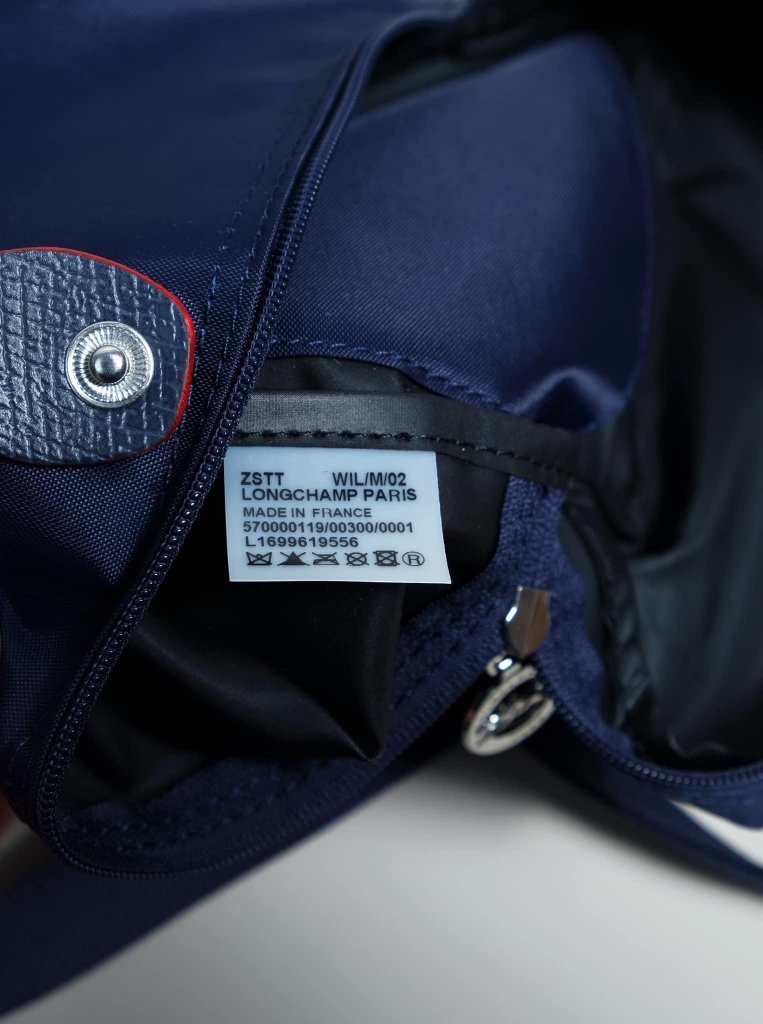 ZSTT WIL/M/02
LONGCHAMP PARIS
MADE IN FRANCE
570000119/00300/0001
L1699619556
®